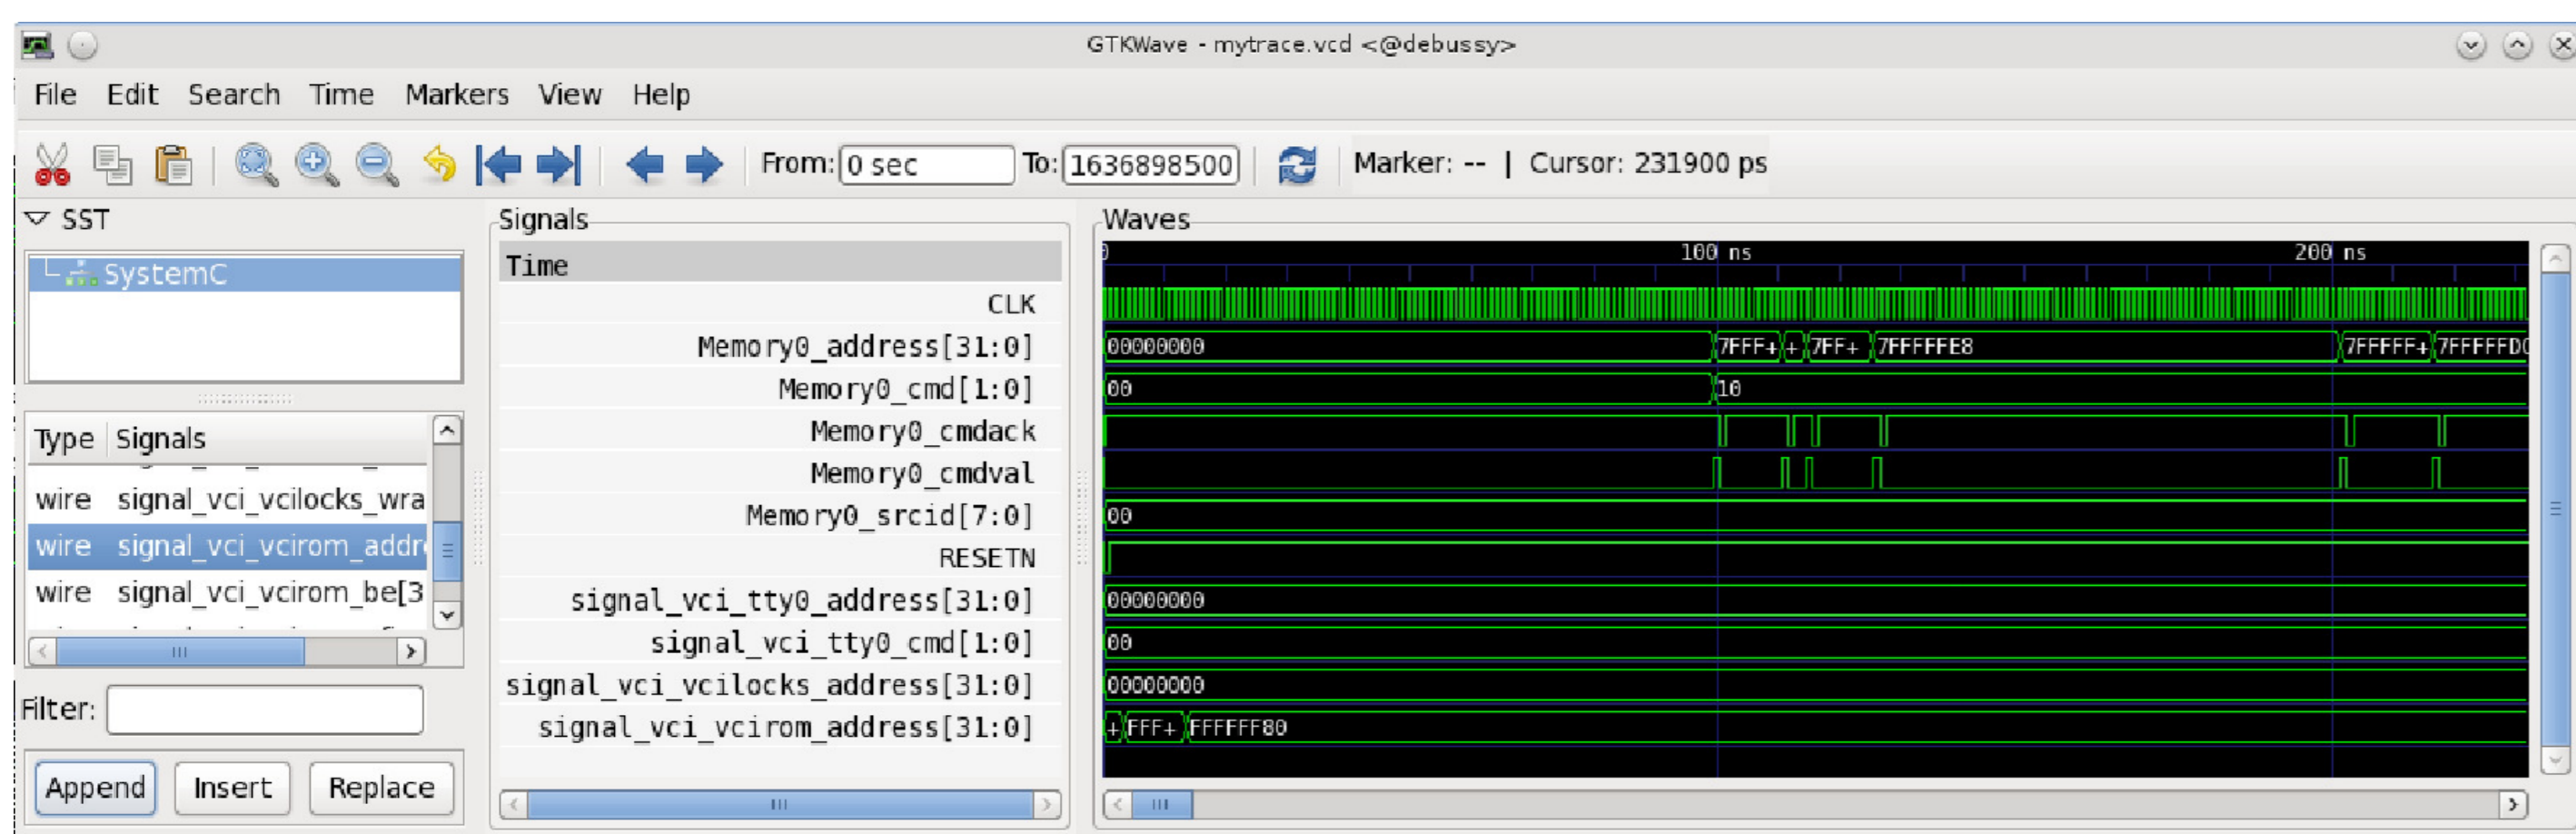 GTKWave - mytrace.vcd <@debussy>
File Edit Search Time Markers View Help
From: 0 sec To: 1636898500 Marker: -- | Cursor: 231900 ps
SST
SystemC
Type Signals
wire signal_vci_vcilocks_wra
wire signal_vci_vcirom_addr
wire signal_vci_vcirom_be[3
Filter:
Append Insert Replace
Signals
Time
CLK
Memory0_address[31:0]
Memory0_cmd[1:0]
Memory0_cmdack
Memory0_cmdval
Memory0_srcid[7:0]
RESETN
signal_vci_tty0_address[31:0]
signal_vci_tty0_cmd[1:0]
signal_vci_vcilocks_address[31:0]
signal_vci_vcirom_address[31:0]
Waves
0 100 ns 200 ns
00000000 7FFF+ + 7FF+ 7FFFFFE8 7FFFFF+ 7FFFFFD0
00 10
00
00000000
00
00000000
+ FFF+ FFFFFF80